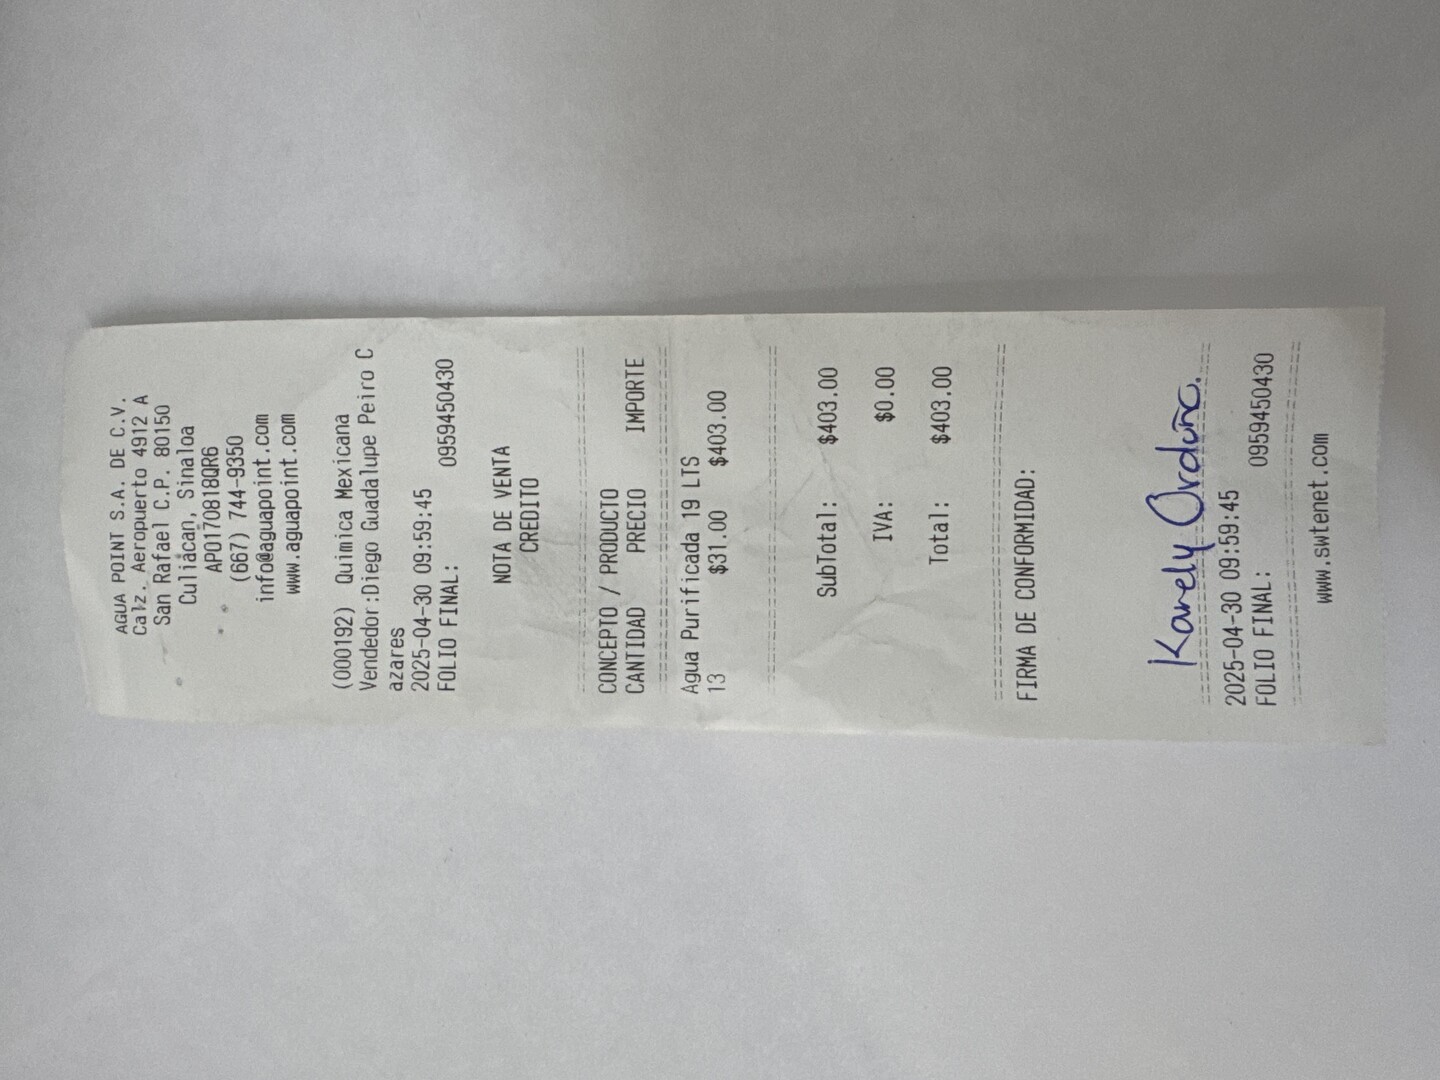 AGUA POINT S.A. DE C.V.
Calz. Aeropuerto 4912 A
San Rafael C.P. 80150
Culiácan, Sinaloa
APO170818QR6
(667) 744-9350
info@aguapoint.com
www.aguapoint.com
(000192) Quimica Mexicana
Vendedor:Diego Guadalupe Peiro C
azares
2025-04-30 09:59:45
FOLIO FINAL: 0959450430
NOTA DE VENTA
CREDITO
CONCEPTO / PRODUCTO
CANTIDAD PRECIO IMPORTE
Agua Purificada 19 LTS
13 $31.00 $403.00
SubTotal: $403.00
IVA: $0.00
Total: $403.00
FIRMA DE CONFORMIDAD:
Karely Orduño.
2025-04-30 09:59:45
FOLIO FINAL: 0959450430
www.swtenet.com